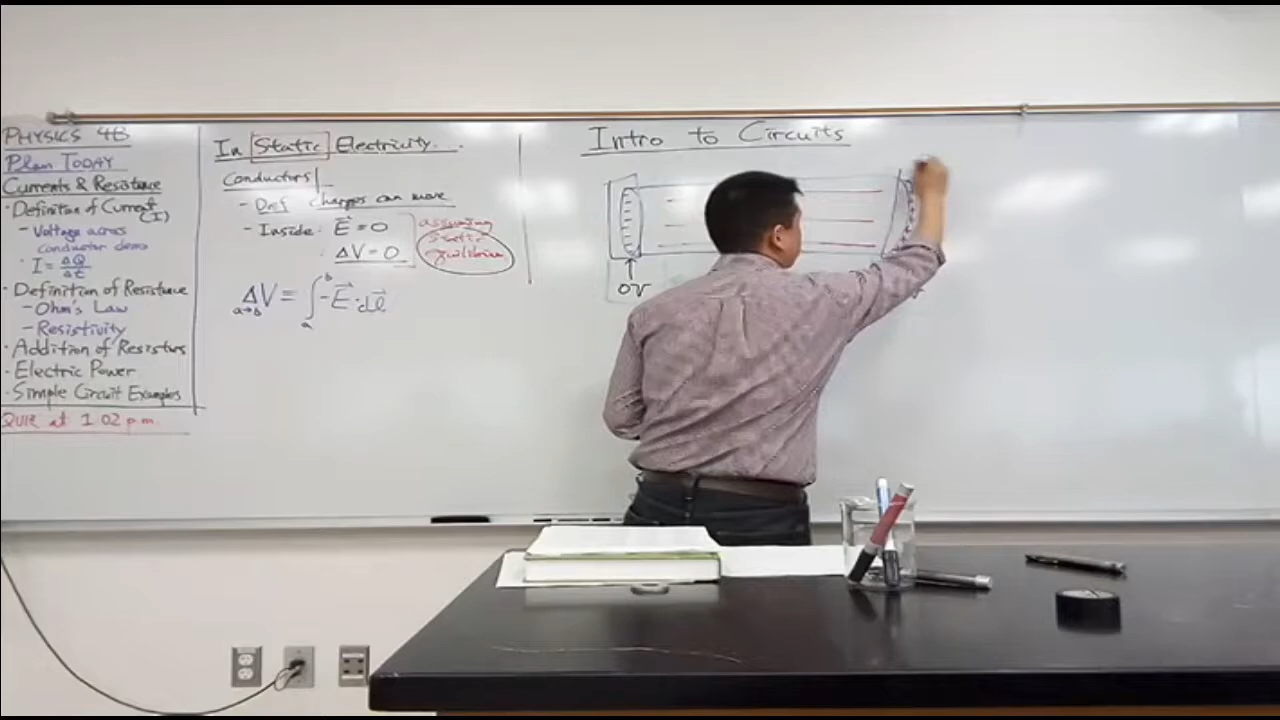 PHYSICS 4B
Plan TODAY
Currents & Resistance
· Definition of Current (I)
- Voltage across
conductor demo
· I = ΔQ/Δt
· Definition of Resistance
- Ohm's Law
- Resistivity
· Addition of Resistors
· Electric Power
· Simple Circuit Examples
QUIZ at 1:02 p.m.
In Static Electricity.
Conductors
- Def charges can move
- Inside: E⃗ = 0
: ΔV = 0
assuming
static
equilibrium
ΔV a→b = ∫ₐᵇ -E⃗ · dl⃗
Intro to Circuits
0V